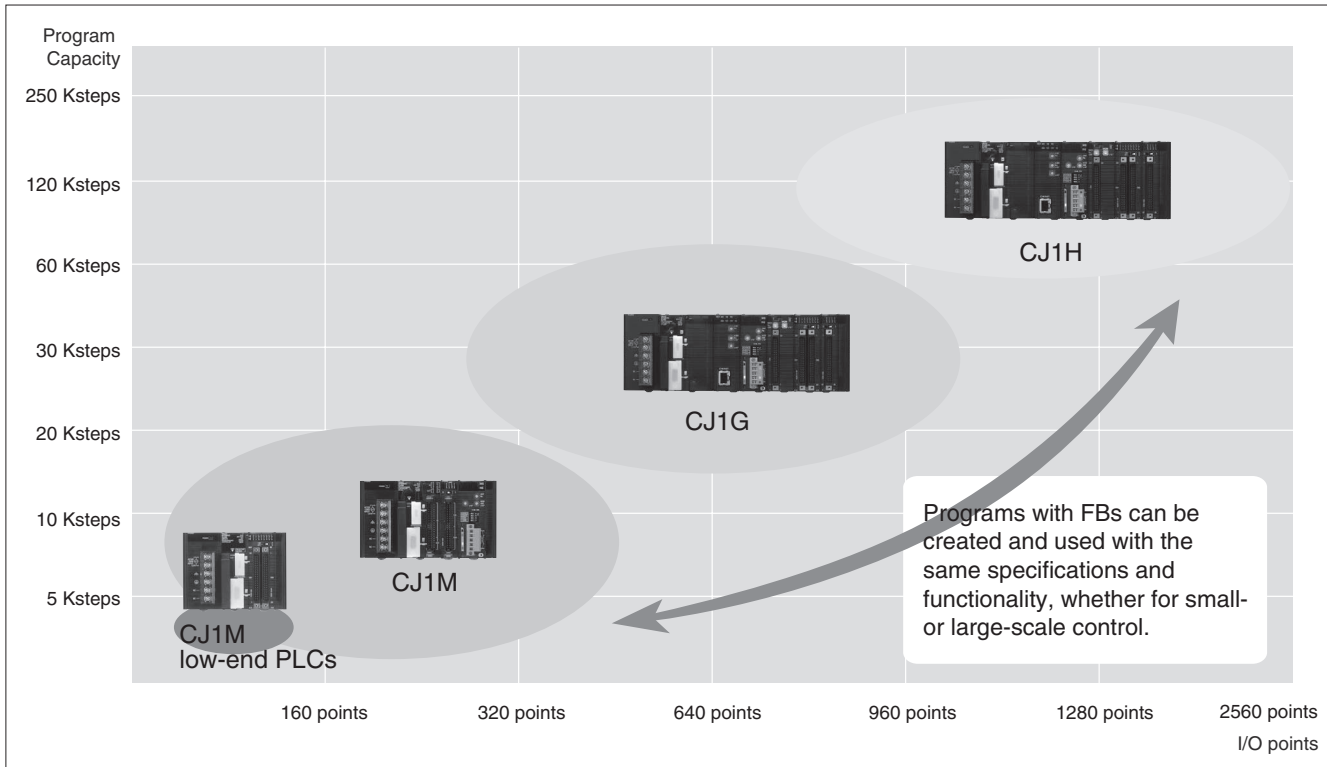 Program
Capacity
250 Ksteps
120 Ksteps
60 Ksteps
30 Ksteps
20 Ksteps
10 Ksteps
5 Ksteps
CJ1H
CJ1G
CJ1M
CJ1M
low-end PLCs
Programs with FBs can be
created and used with the
same specifications and
functionality, whether for small-
or large-scale control.
160 points
320 points
640 points
960 points
1280 points
2560 points
I/O points